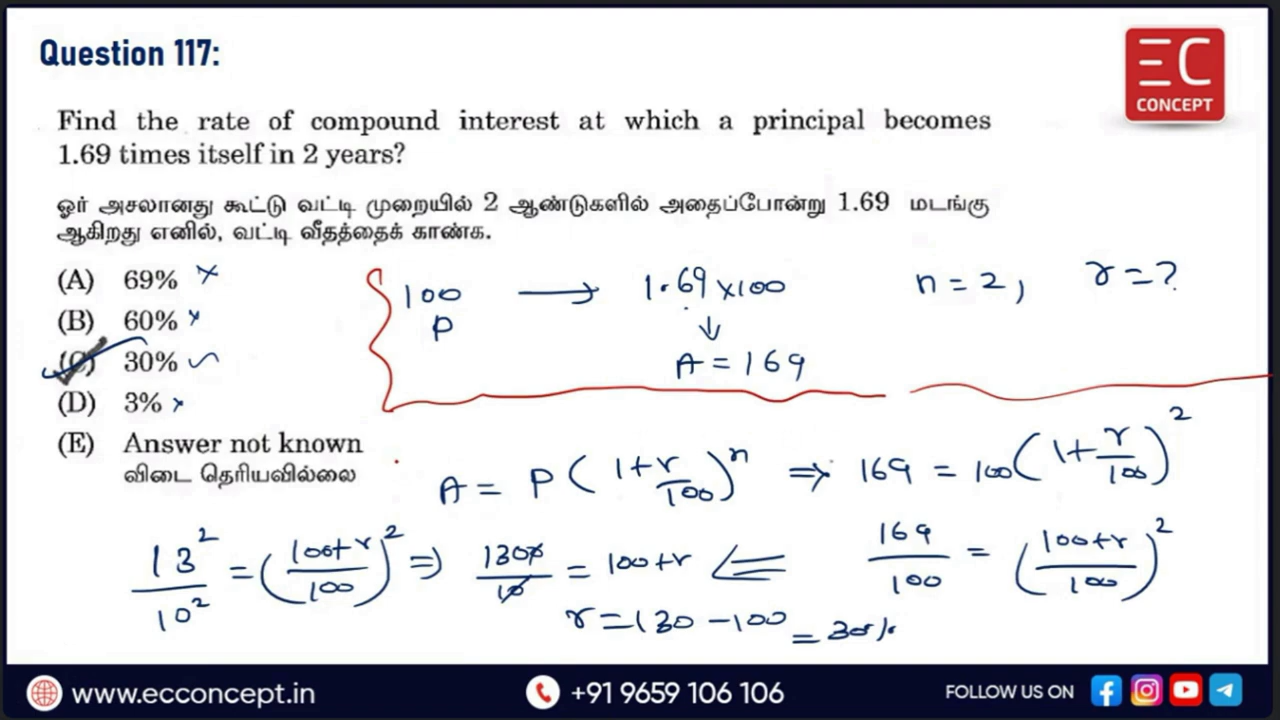 Question 117:
EC
CONCEPT
Find the rate of compound interest at which a principal becomes
1.69 times itself in 2 years?
ஓர் அசலானது கூட்டு வட்டி முறையில் 2 ஆண்டுகளில் அதைப்போன்று 1.69 மடங்கு
ஆகிறது எனில், வட்டி வீதத்தைக் காண்க.
(A) 69% ×
(B) 60% ×
(C) 30% ✓
(D) 3% ×
(E) Answer not known
விடை தெரியவில்லை
100 → 1.69×100 n = 2, r = ?
P ↓
A = 169
A = P(1+r/100)^n ⇒ 169 = 100(1+r/100)^2
13^2/10^2 = (100+r/100)^2 ⇒ 1300/10 = 100+r ⇐ 169/100 = (100+r/100)^2
r = 130 - 100 = 30%
www.ecconcept.in +91 9659 106 106 FOLLOW US ON